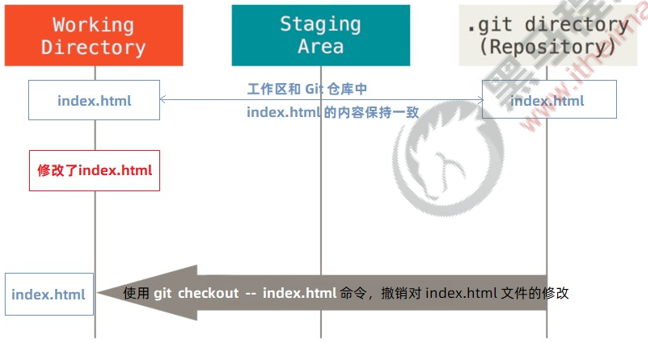 Working
Directory
Staging
Area
.git directory
(Repository)
index.html
工作区和 Git 仓库中
index.html 的内容保持一致
index.html
修改了index.html
index.html
使用 git checkout -- index.html 命令，撤销对 index.html 文件的修改
黑马程
www.itheima